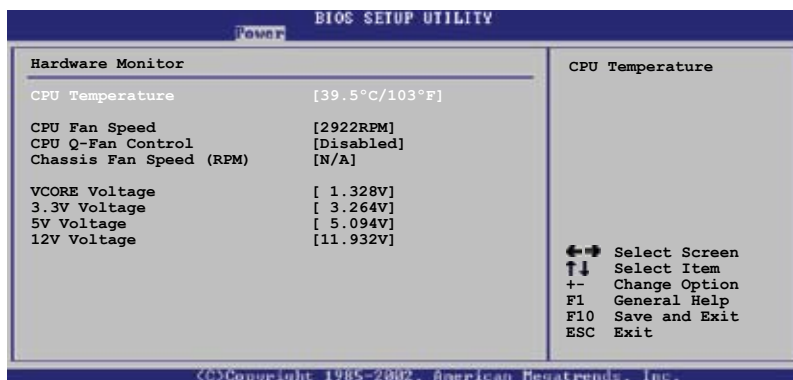 BIOS SETUP UTILITY
Power
Hardware Monitor
CPU Temperature [39.5°C/103°F]
CPU Fan Speed [2922RPM]
CPU Q-Fan Control [Disabled]
Chassis Fan Speed (RPM) [N/A]
VCORE Voltage [ 1.328V]
3.3V Voltage [ 3.264V]
5V Voltage [ 5.094V]
12V Voltage [11.932V]
CPU Temperature
←→ Select Screen
↑↓ Select Item
+- Change Option
F1 General Help
F10 Save and Exit
ESC Exit
(C)Copyright 1985-2002, American Megatrends, Inc.